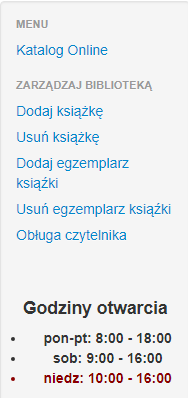 MENU
Katalog Online
ZARZĄDZAJ BIBLIOTEKĄ
Dodaj książkę
Usuń książkę
Dodaj egzemplarz
książki
Usuń egzemplarz książki
Obługa czytelnika
Godziny otwarcia
• pon-pt: 8:00 - 18:00
• sob: 9:00 - 16:00
• niedz: 10:00 - 16:00